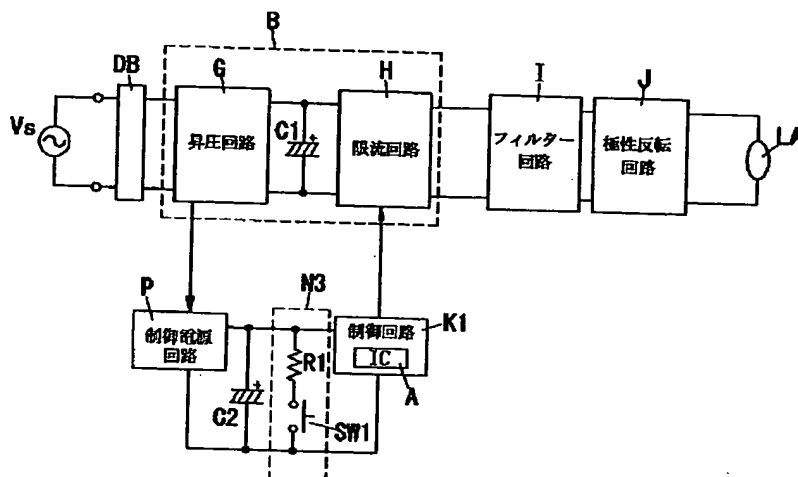 B
DB
G
H
I
J
Vs
昇圧回路
C1
+
限流回路
フィルター
回路
極性反転
回路
LA
P
N3
K1
制御電源
回路
制御回路
IC
R1
+
C2
SW1
A